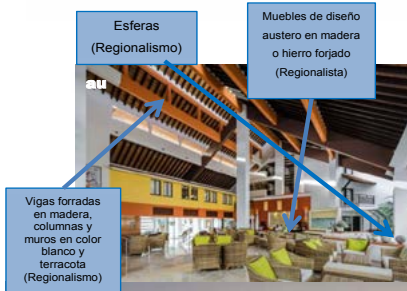 Esferas
(Regionalismo)
Muebles de diseño
austero en madera
o hierro forjado
(Regionalista)
au
Vigas forradas
en madera,
columnas y
muros en color
blanco y
terracota
(Regionalismo)